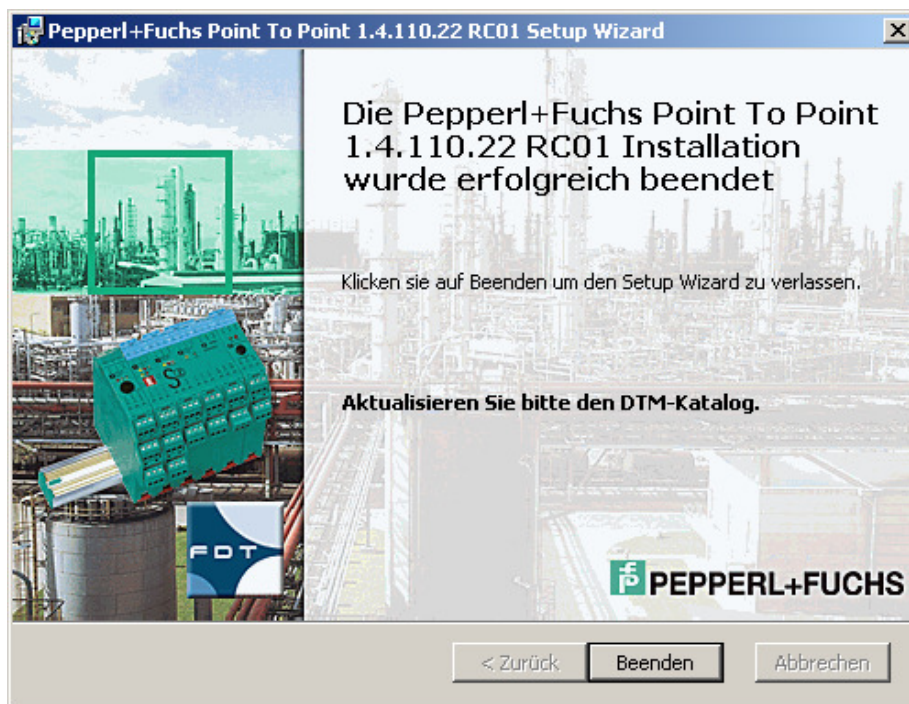 Pepperl+Fuchs Point To Point 1.4.110.22 RC01 Setup Wizard
Die Pepperl+Fuchs Point To Point
1.4.110.22 RC01 Installation
wurde erfolgreich beendet
Klicken sie auf Beenden um den Setup Wizard zu verlassen.
Aktualisieren Sie bitte den DTM-Katalog.
FDT
PEPPERL+FUCHS
< Zurück
Beenden
Abbrechen